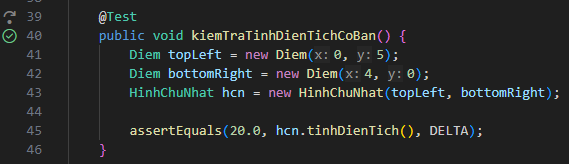 39 @Test
40 public void kiemTraTinhDienTichCoBan() {
41 Diem topLeft = new Diem(x: 0, y: 5);
42 Diem bottomRight = new Diem(x: 4, y: 0);
43 HinhChuNhat hcn = new HinhChuNhat(topLeft, bottomRight);
44
45 assertEquals(20.0, hcn.tinhDienTich(), DELTA);
46 }